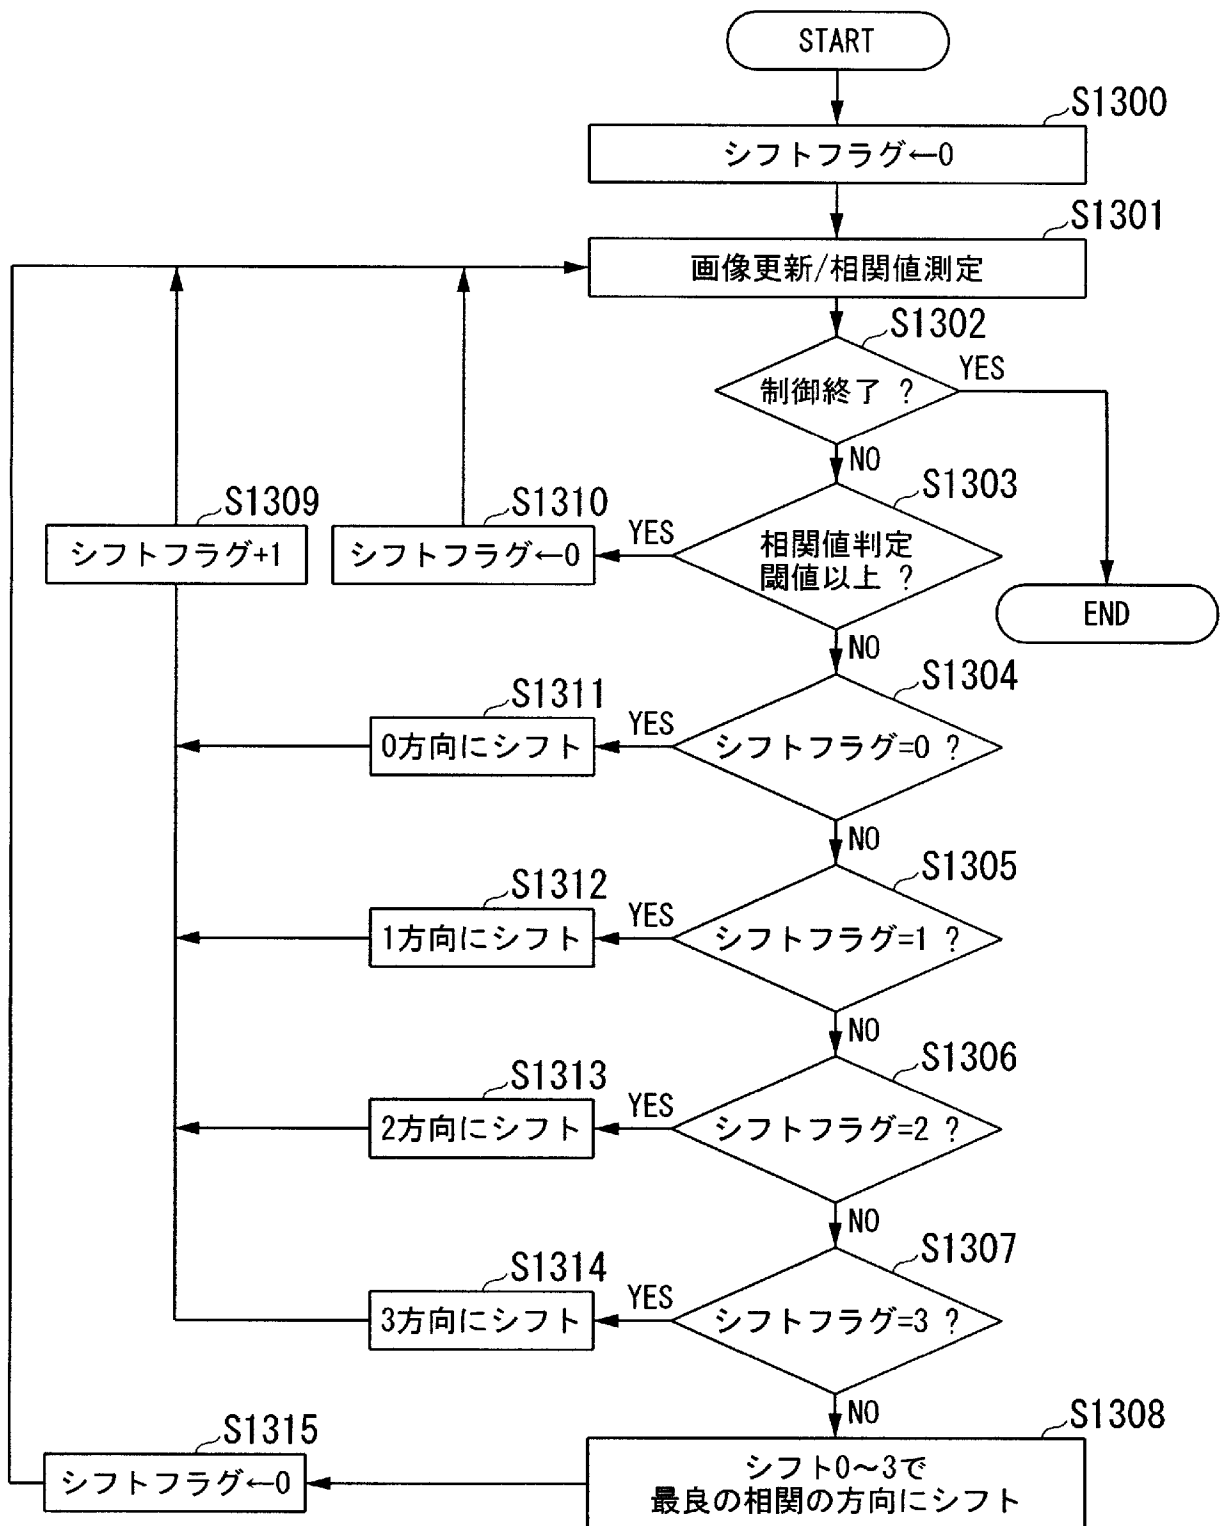 START
S1300
シフトフラグ←0
S1301
画像更新/相関値測定
S1302
制御終了 ?
YES
NO
S1303
相関値判定
閾値以上 ?
YES
NO
END
S1309
シフトフラグ+1
S1310
シフトフラグ←0
S1304
シフトフラグ=0 ?
YES
NO
S1311
0方向にシフト
S1305
シフトフラグ=1 ?
YES
NO
S1312
1方向にシフト
S1306
シフトフラグ=2 ?
YES
NO
S1313
2方向にシフト
S1307
シフトフラグ=3 ?
YES
NO
S1314
3方向にシフト
S1308
シフト0～3で
最良の相関の方向にシフト
S1315
シフトフラグ←0